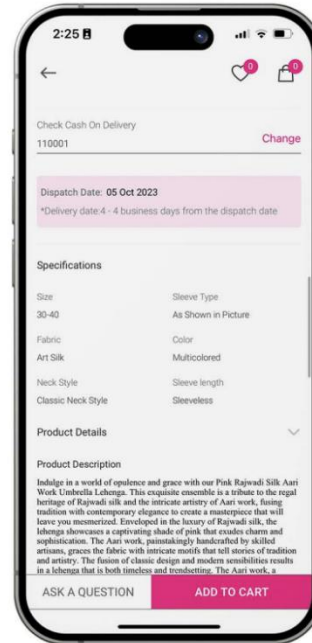 2:25
0
0
Check Cash On Delivery
110001
Change
Dispatch Date: 05 Oct 2023
*Delivery date:4 - 4 business days from the dispatch date
Specifications
Size
Sleeve Type
30-40
As Shown in Picture
Fabric
Color
Art Silk
Multicolored
Neck Style
Sleeve length
Classic Neck Style
Sleeveless
Product Details
Product Description
Indulge in a world of opulence and grace with our Pink Rajwadi Silk Aari
Work Umbrella Lehenga. This exquisite ensemble is a tribute to the regal
heritage of Rajwadi silk and the intricate artistry of Aari work, fusing
tradition with contemporary elegance to create a masterpiece that will
leave you mesmerized. Enveloped in the luxury of Rajwadi silk, the
lehenga showcases a captivating shade of pink that exudes charm and
sophistication. The Aari work, painstakingly handcrafted by skilled
artisans, graces the fabric with intricate motifs that tell stories of tradition
and artistry. The fusion of classic design and modern sensibilities results
in a lehenga that is both timeless and trendsetting. The Aari work, a
ASK A QUESTION
ADD TO CART